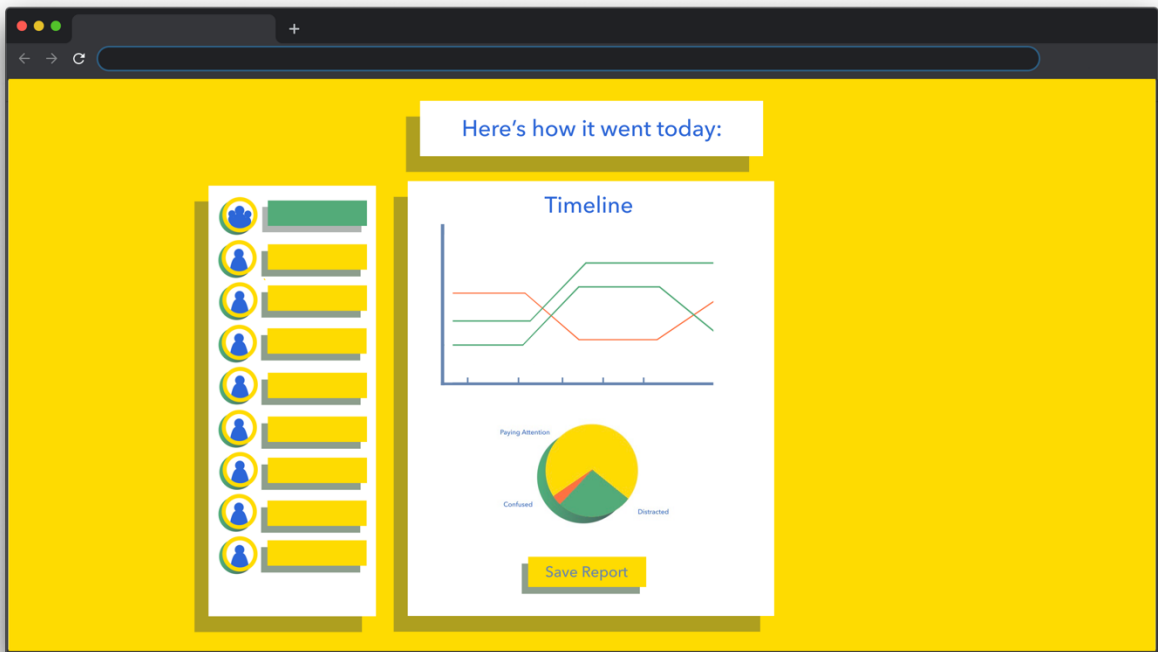 Here’s how it went today:
Timeline
Paying Attention
Confused
Distracted
Save Report